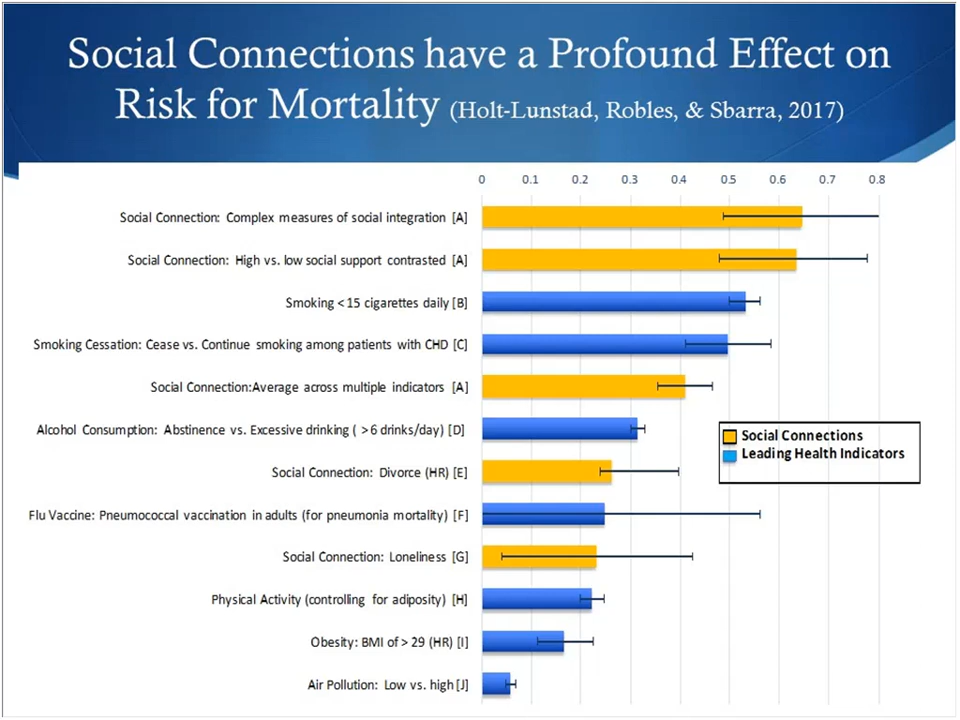 Social Connections have a Profound Effect on
Risk for Mortality (Holt-Lunstad, Robles, & Sbarra, 2017)
0 0.1 0.2 0.3 0.4 0.5 0.6 0.7 0.8
Social Connection: Complex measures of social integration [A]
Social Connection: High vs. low social support contrasted [A]
Smoking < 15 cigarettes daily [B]
Smoking Cessation: Cease vs. Continue smoking among patients with CHD [C]
Social Connection:Average across multiple indicators [A]
Alcohol Consumption: Abstinence vs. Excessive drinking ( > 6 drinks/day) [D]
Social Connections
Leading Health Indicators
Social Connection: Divorce (HR) [E]
Flu Vaccine: Pneumococcal vaccination in adults (for pneumonia mortality) [F]
Social Connection: Loneliness [G]
Physical Activity (controlling for adiposity) [H]
Obesity: BMI of > 29 (HR) [I]
Air Pollution: Low vs. high [J]